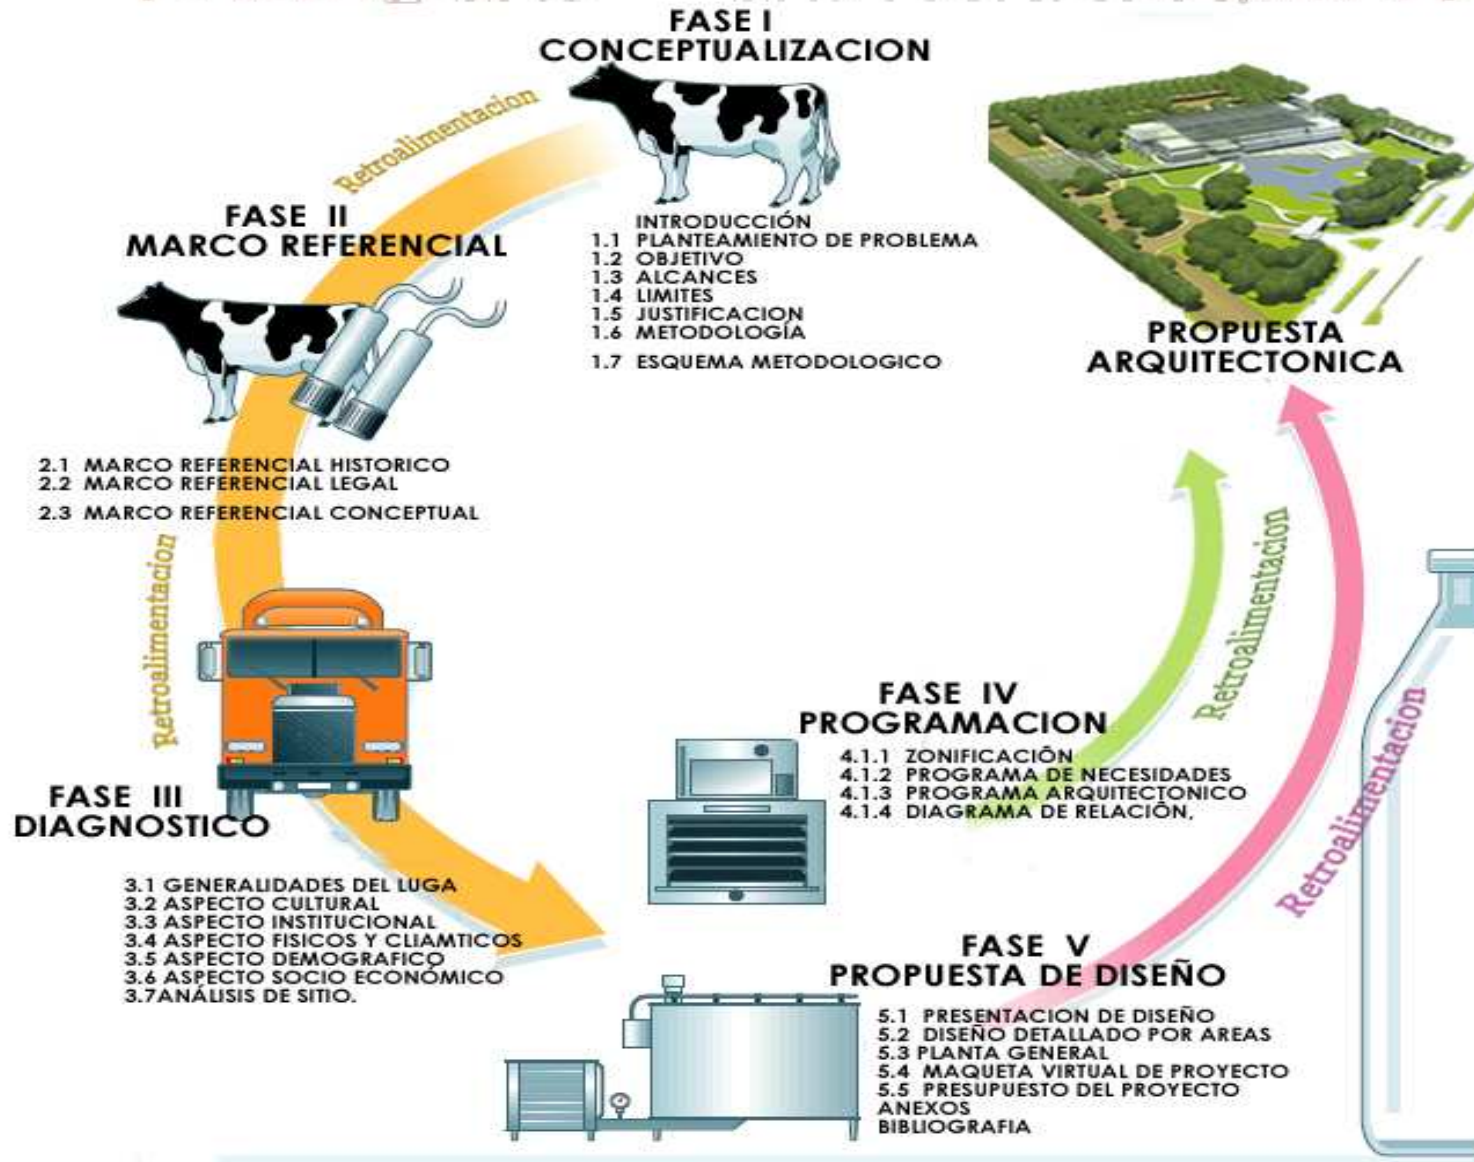 FASE I
CONCEPTUALIZACION
Retroalimentacion
INTRODUCCIÓN
1.1 PLANTEAMIENTO DE PROBLEMA
1.2 OBJETIVO
1.3 ALCANCES
1.4 LIMITES
1.5 JUSTIFICACION
1.6 METODOLOGÍA
1.7 ESQUEMA METODOLOGICO
FASE II
MARCO REFERENCIAL
2.1 MARCO REFERENCIAL HISTORICO
2.2 MARCO REFERENCIAL LEGAL
2.3 MARCO REFERENCIAL CONCEPTUAL
Retroalimentacion
FASE III
DIAGNOSTICO
3.1 GENERALIDADES DEL LUGA
3.2 ASPECTO CULTURAL
3.3 ASPECTO INSTITUCIONAL
3.4 ASPECTO FISICOS Y CLIAMTICOS
3.5 ASPECTO DEMOGRAFICO
3.6 ASPECTO SOCIO ECONÓMICO
3.7ANÁLISIS DE SITIO.
FASE IV
PROGRAMACION
4.1.1 ZONIFICACIÓN
4.1.2 PROGRAMA DE NECESIDADES
4.1.3 PROGRAMA ARQUITECTONICO
4.1.4 DIAGRAMA DE RELACIÓN,
Retroalimentacion
FASE V
PROPUESTA DE DISEÑO
5.1 PRESENTACION DE DISEÑO
5.2 DISEÑO DETALLADO POR AREAS
5.3 PLANTA GENERAL
5.4 MAQUETA VIRTUAL DE PROYECTO
5.5 PRESUPUESTO DEL PROYECTO
ANEXOS
BIBLIOGRAFIA
Retroalimentacion
PROPUESTA
ARQUITECTONICA